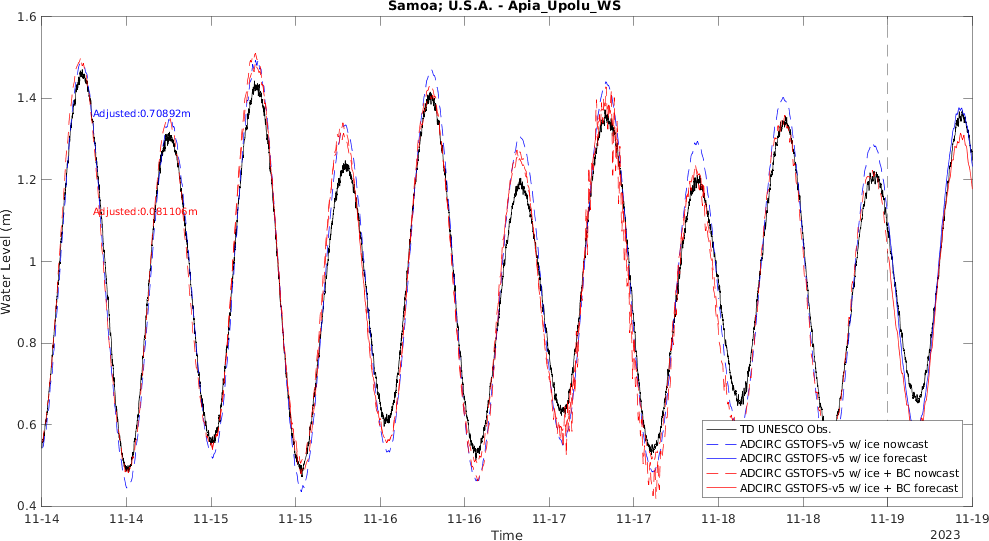 Samoa; U.S.A. - Apia_Upolu_WS
1.6
1.4
1.2
1
0.8
0.6
0.4
Water Level (m)
Adjusted:0.70892m
Adjusted:0.081106m
TD UNESCO Obs.
ADCIRC GSTOFS-v5 w/ ice nowcast
ADCIRC GSTOFS-v5 w/ ice forecast
ADCIRC GSTOFS-v5 w/ ice + BC nowcast
ADCIRC GSTOFS-v5 w/ ice + BC forecast
11-14 11-14 11-15 11-15 11-16 11-16 11-17 11-17 11-18 11-18 11-19 11-19
Time
2023